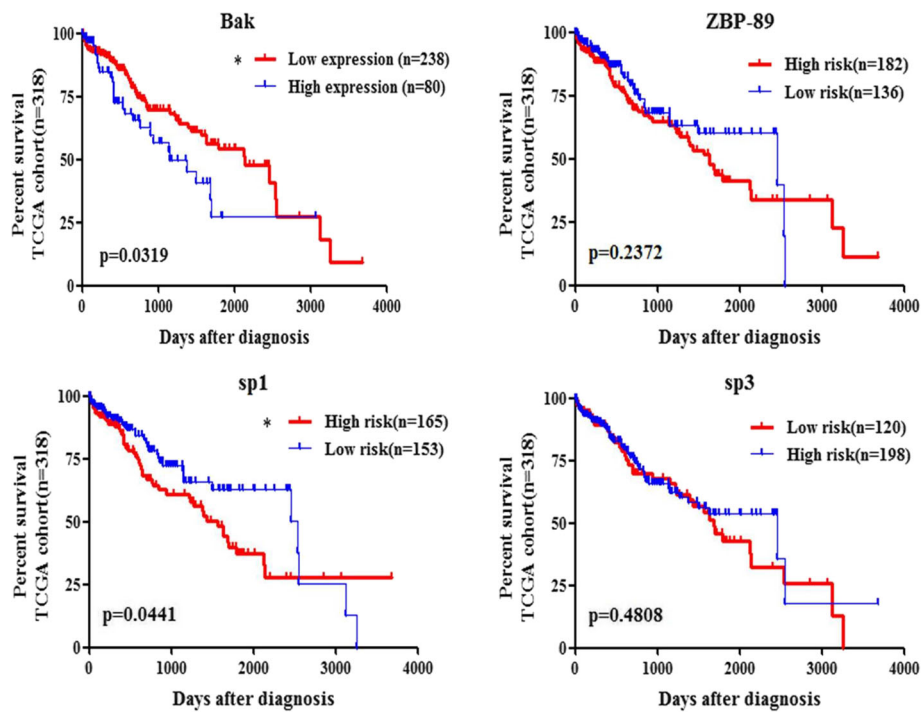 Bak
Percent survival
TCGA cohort(n=318)
100
75
50
25
0
* Low expression (n=238)
High expression (n=80)
p=0.0319
0 1000 2000 3000 4000
Days after diagnosis
ZBP-89
Percent survival
TCGA cohort(n=318)
100
75
50
25
0
High risk(n=182)
Low risk(n=136)
p=0.2372
0 1000 2000 3000 4000
Days after diagnosis
sp1
Percent survival
TCGA cohort(n=318)
100
75
50
25
0
* High risk(n=165)
Low risk(n=153)
p=0.0441
0 1000 2000 3000 4000
Days after diagnosis
sp3
Percent survival
TCGA cohort(n=318)
100
75
50
25
0
Low risk(n=120)
High risk(n=198)
p=0.4808
0 1000 2000 3000 4000
Days after diagnosis